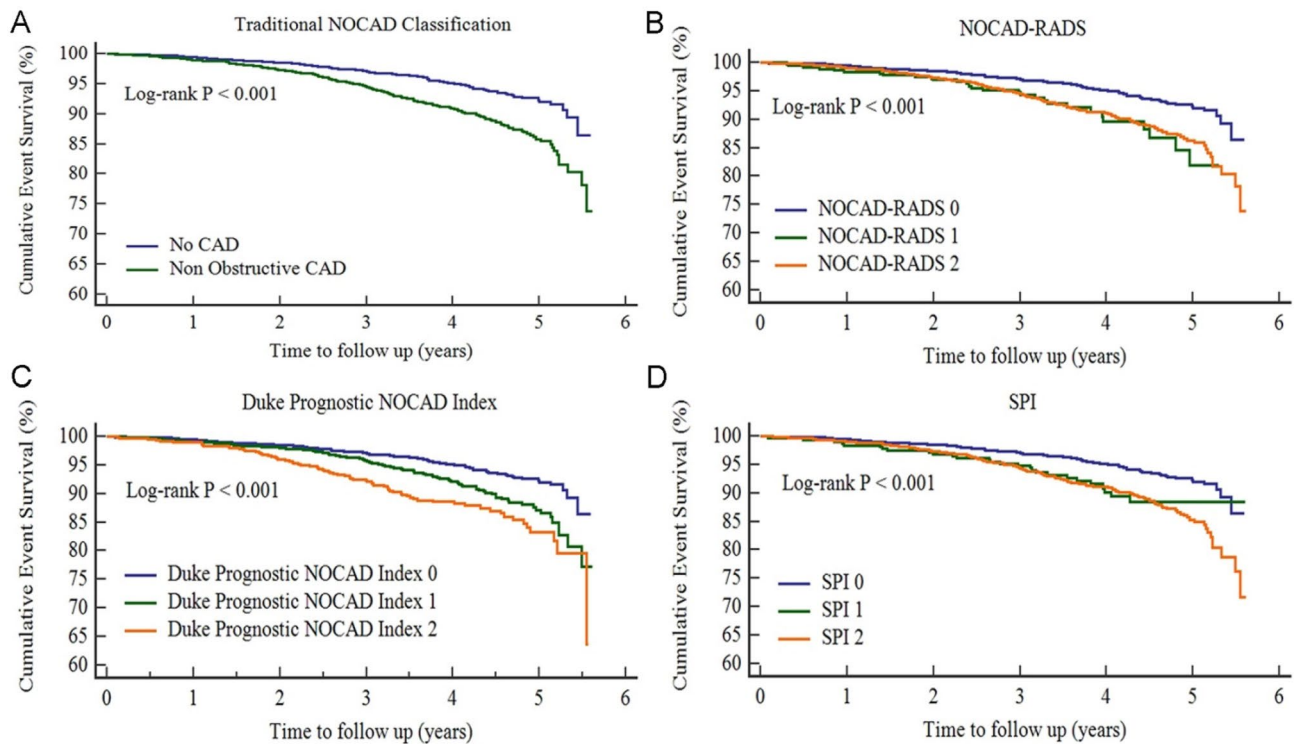 A
Traditional NOCAD Classification
Cumulative Event Survival (%)
100
95
90
85
80
75
70
65
60
Log-rank P < 0.001
No CAD
Non Obstructive CAD
0 1 2 3 4 5 6
Time to follow up (years)
B
NOCAD-RADS
Cumulative Event Survival (%)
100
95
90
85
80
75
70
65
60
Log-rank P < 0.001
NOCAD-RADS 0
NOCAD-RADS 1
NOCAD-RADS 2
0 1 2 3 4 5 6
Time to follow up (years)
C
Duke Prognostic NOCAD Index
Cumulative Event Survival (%)
100
95
90
85
80
75
70
65
60
Log-rank P < 0.001
Duke Prognostic NOCAD Index 0
Duke Prognostic NOCAD Index 1
Duke Prognostic NOCAD Index 2
0 1 2 3 4 5 6
Time to follow up (years)
D
SPI
Cumulative Event Survival (%)
100
95
90
85
80
75
70
65
60
Log-rank P < 0.001
SPI 0
SPI 1
SPI 2
0 1 2 3 4 5 6
Time to follow up (years)